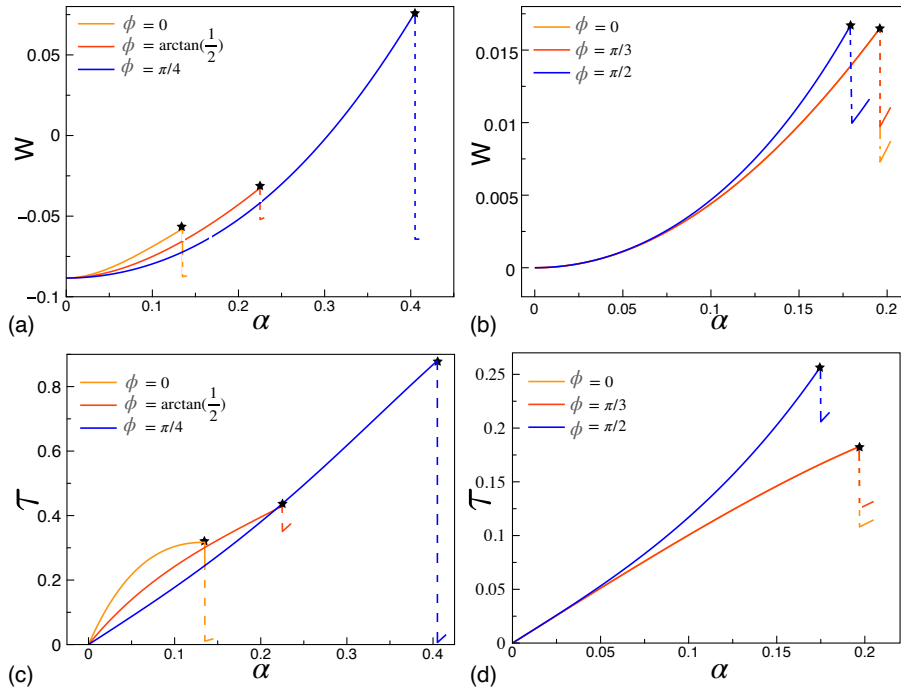 0.05
0
−0.05
−0.1
W
ϕ = 0
ϕ = arctan(1/2)
ϕ = π/4
0
0.1
0.2
0.3
0.4
(a)
α
0.015
0.01
0.005
0
W
ϕ = 0
ϕ = π/3
ϕ = π/2
0
0.05
0.1
0.15
0.2
(b)
α
0.8
0.6
0.4
0.2
0
𝒯
ϕ = 0
ϕ = arctan(1/2)
ϕ = π/4
0
0.1
0.2
0.3
0.4
(c)
α
0.25
0.2
0.15
0.1
0.05
0
𝒯
ϕ = 0
ϕ = π/3
ϕ = π/2
0
0.05
0.1
0.15
0.2
(d)
α